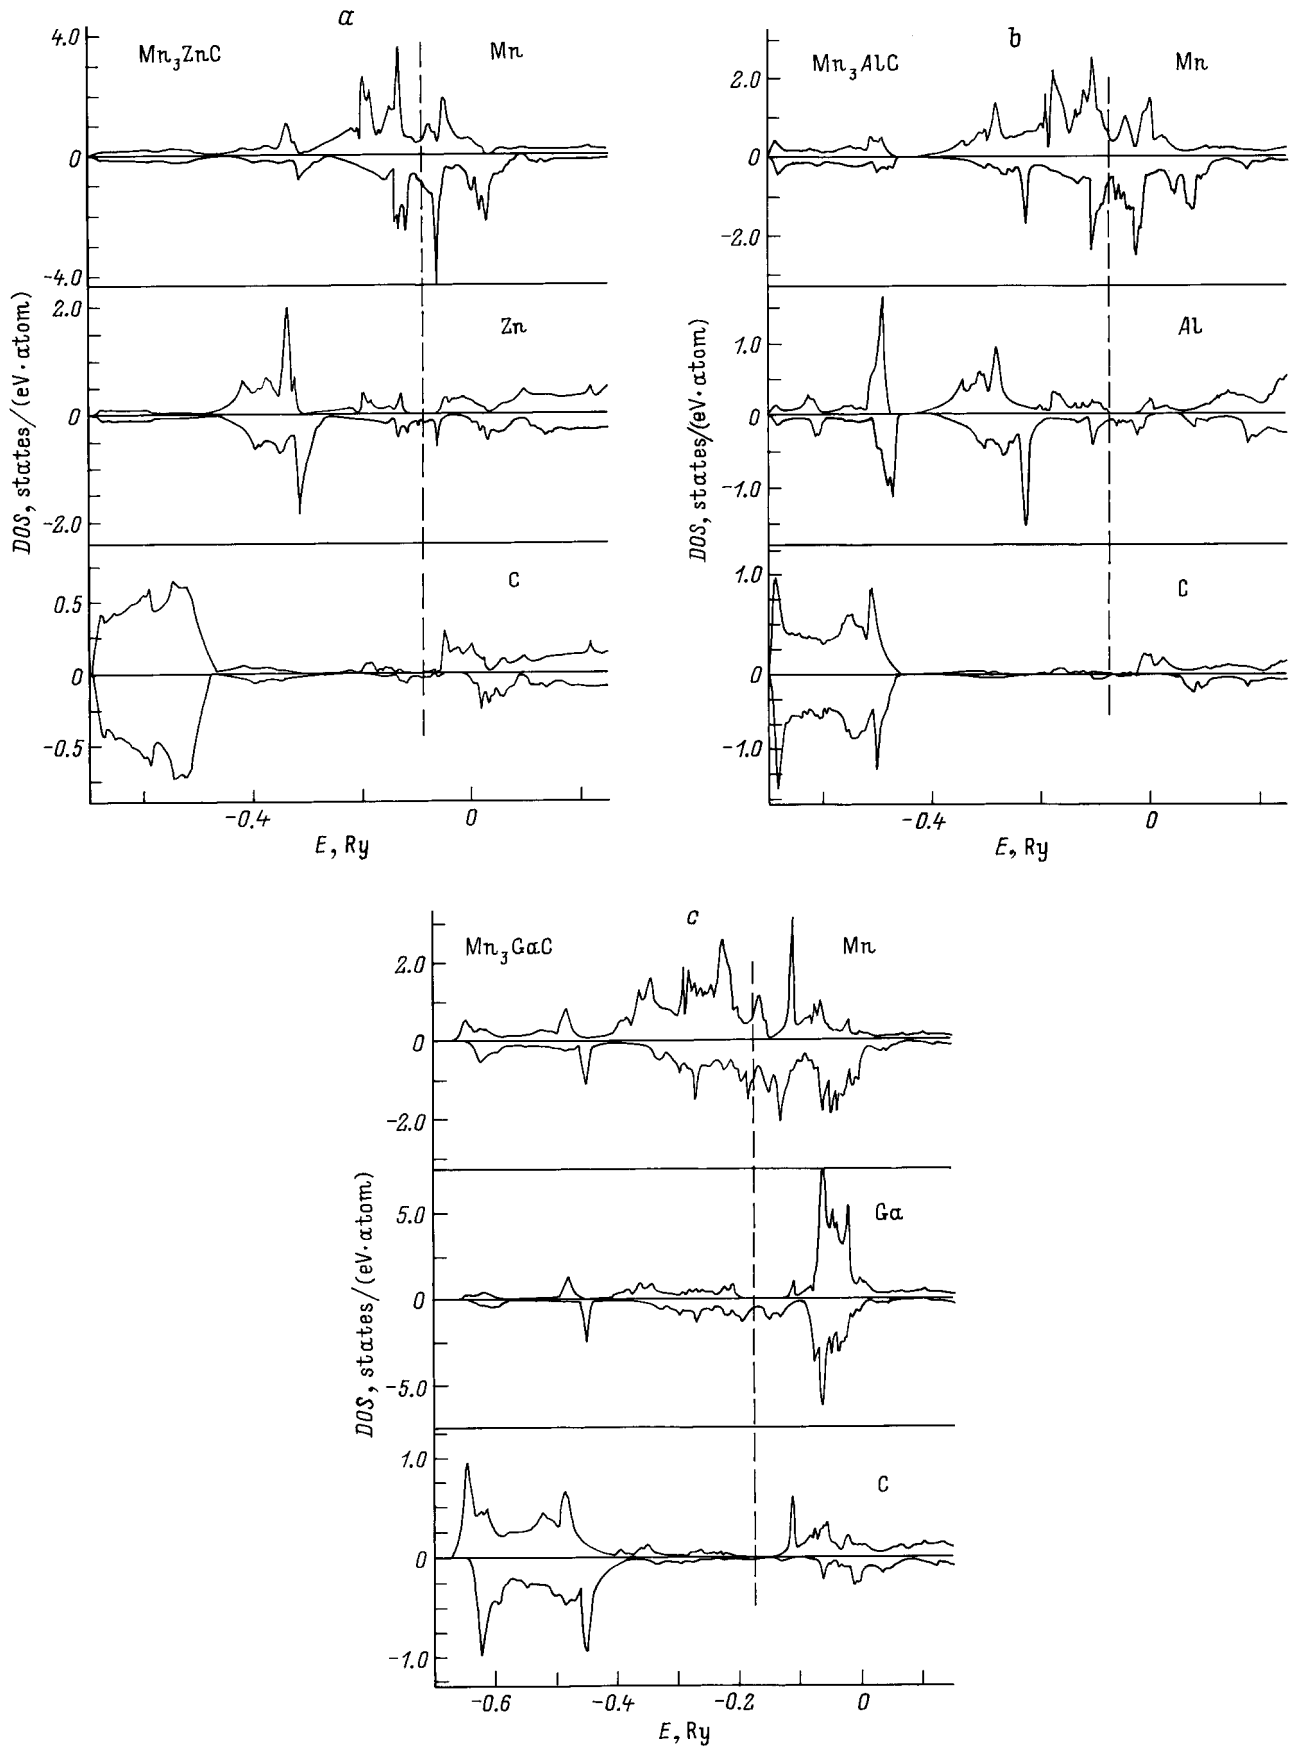 a
Mn₃ZnC
Mn
4.0
0
-4.0
Zn
2.0
0
-2.0
C
0.5
0
-0.5
DOS, states/(eV·atom)
-0.4
0
E, Ry
b
Mn₃AlC
Mn
2.0
0
-2.0
Al
1.0
0
-1.0
C
1.0
0
-1.0
DOS, states/(eV·atom)
-0.4
0
E, Ry
c
Mn₃GaC
Mn
2.0
0
-2.0
Ga
5.0
0
-5.0
C
1.0
0
-1.0
DOS, states/(eV·atom)
-0.6
-0.4
-0.2
0
E, Ry